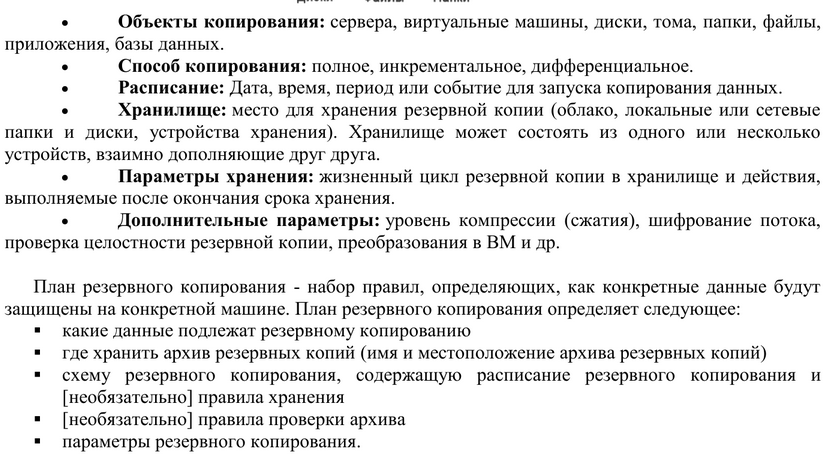 • Объекты копирования: сервера, виртуальные машины, диски, тома, папки, файлы,
приложения, базы данных.
• Способ копирования: полное, инкрементальное, дифференциальное.
• Расписание: Дата, время, период или событие для запуска копирования данных.
• Хранилище: место для хранения резервной копии (облако, локальные или сетевые
папки и диски, устройства хранения). Хранилище может состоять из одного или несколько
устройств, взаимно дополняющие друг друга.
• Параметры хранения: жизненный цикл резервной копии в хранилище и действия,
выполняемые после окончания срока хранения.
• Дополнительные параметры: уровень компрессии (сжатия), шифрование потока,
проверка целостности резервной копии, преобразования в ВМ и др.
План резервного копирования - набор правил, определяющих, как конкретные данные будут
защищены на конкретной машине. План резервного копирования определяет следующее:
▪ какие данные подлежат резервному копированию
▪ где хранить архив резервных копий (имя и местоположение архива резервных копий)
▪ схему резервного копирования, содержащую расписание резервного копирования и
[необязательно] правила хранения
▪ [необязательно] правила проверки архива
▪ параметры резервного копирования.